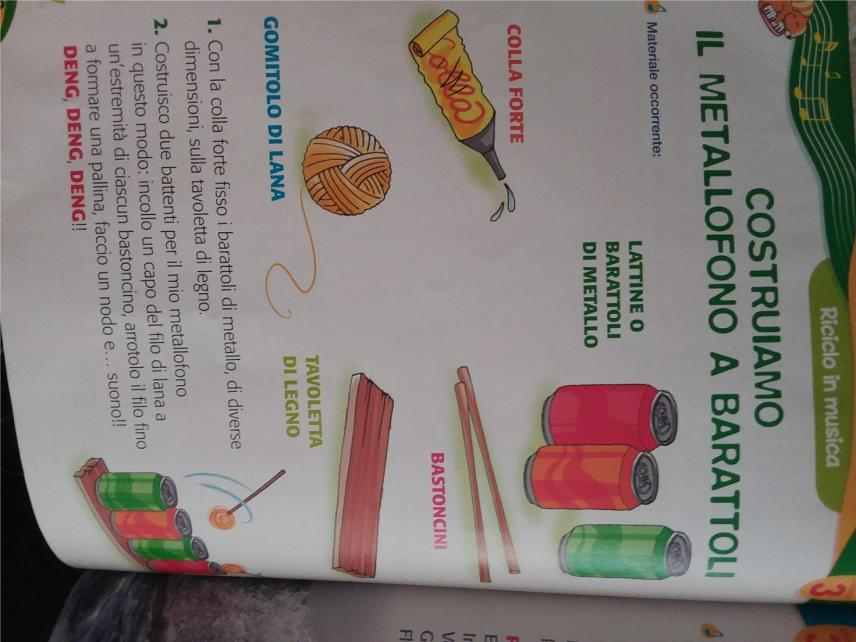 Riciclo in musica
3
COSTRUIAMO
IL METALLOFONO A BARATTOLI
Materiale occorrente:
LATTINE O
BARATTOLI
DI METALLO
COLLA FORTE
Colla
BASTONCINI
GOMITOLO DI LANA
TAVOLETTA
DI LEGNO
1. Con la colla forte fisso i barattoli di metallo, di diverse
dimensioni, sulla tavoletta di legno.
2. Costruisco due battenti per il mio metallofono
in questo modo: incollo un capo del filo di lana a
un'estremità di ciascun bastoncino, arrotolo il filo fino
a formare una pallina, faccio un nodo e... suono!!
DENG, DENG, DENG!!